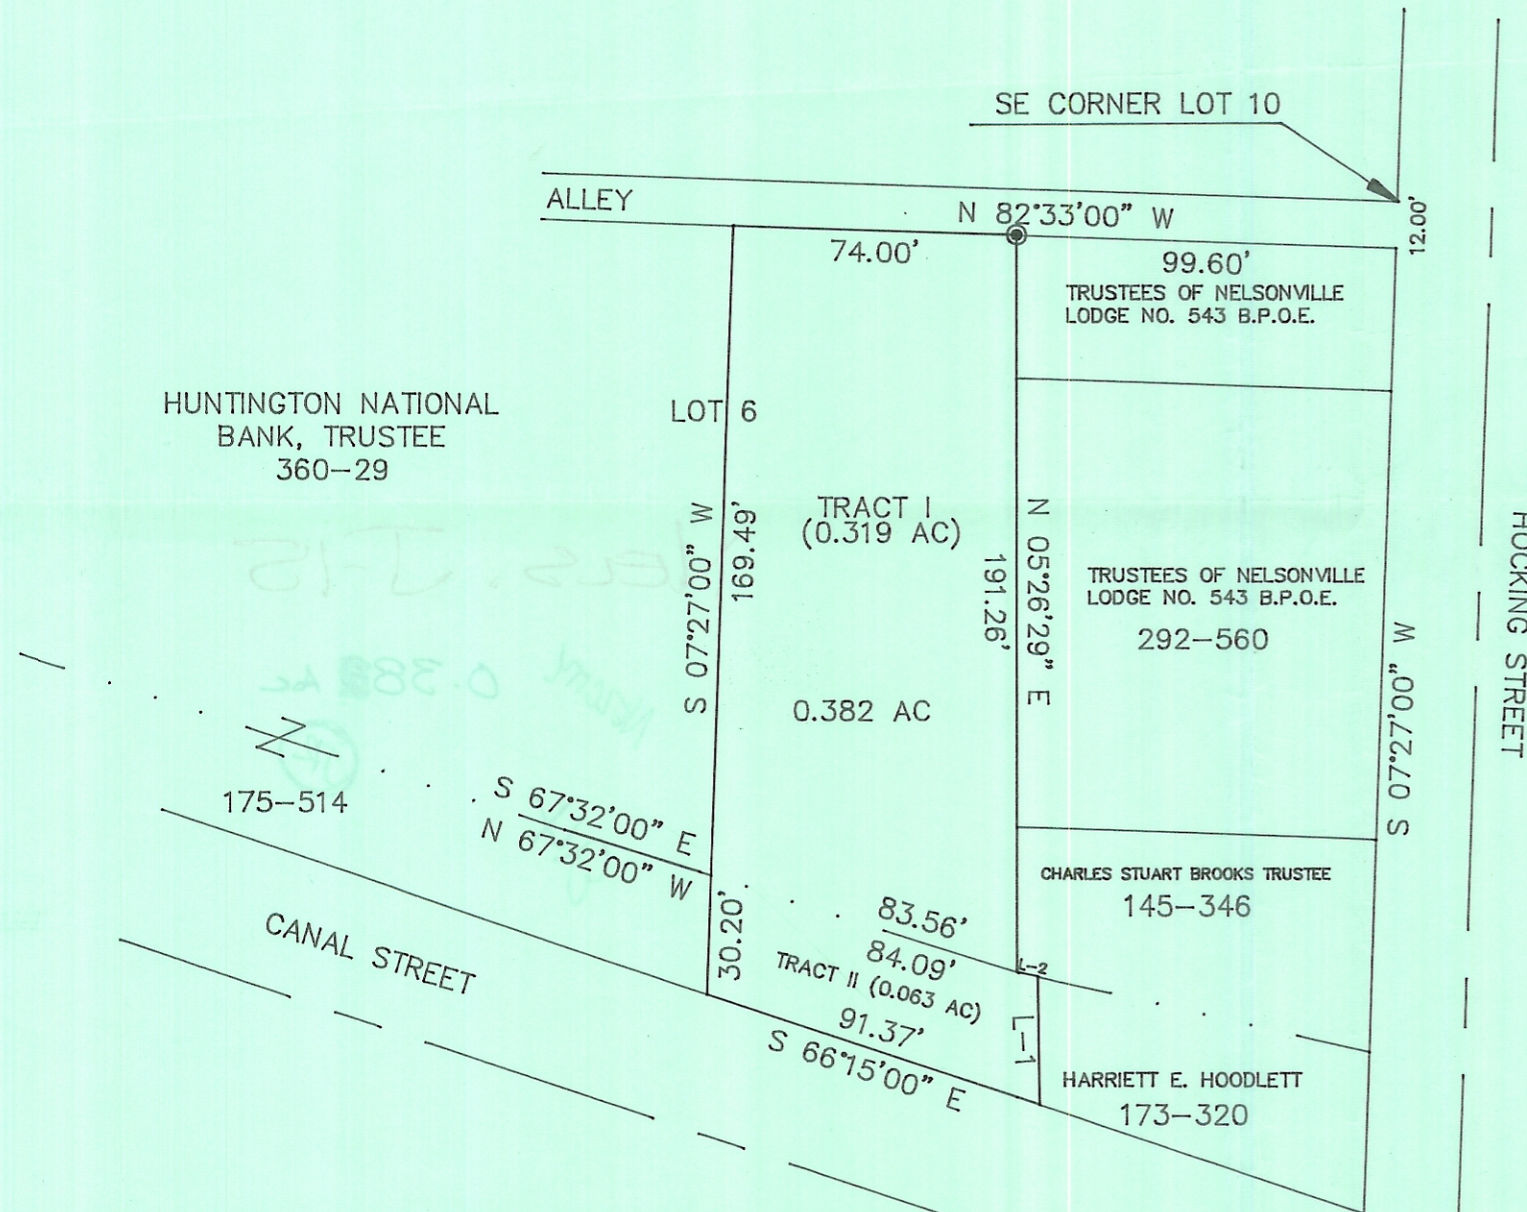 SE CORNER LOT 10
ALLEY
N 82°33'00" W
12.00'
74.00'
99.60'
TRUSTEES OF NELSONVILLE
LODGE NO. 543 B.P.O.E.
HUNTINGTON NATIONAL
BANK, TRUSTEE
360-29
LOT 6
S 07°27'00" W
169.49'
TRACT I
(0.319 AC)
0.382 AC
N 05°26'29" E
191.26'
TRUSTEES OF NELSONVILLE
LODGE NO. 543 B.P.O.E.
292-560
S 07°27'00" W
HOCKING STREET
175-514
S 67°32'00" E
N 67°32'00" W
CHARLES STUART BROOKS TRUSTEE
145-346
CANAL STREET
30.20'
83.56'
84.09'
TRACT II (0.063 AC)
91.37'
S 66°15'00" E
L-2
L-1
HARRIETT E. HOODLETT
173-320